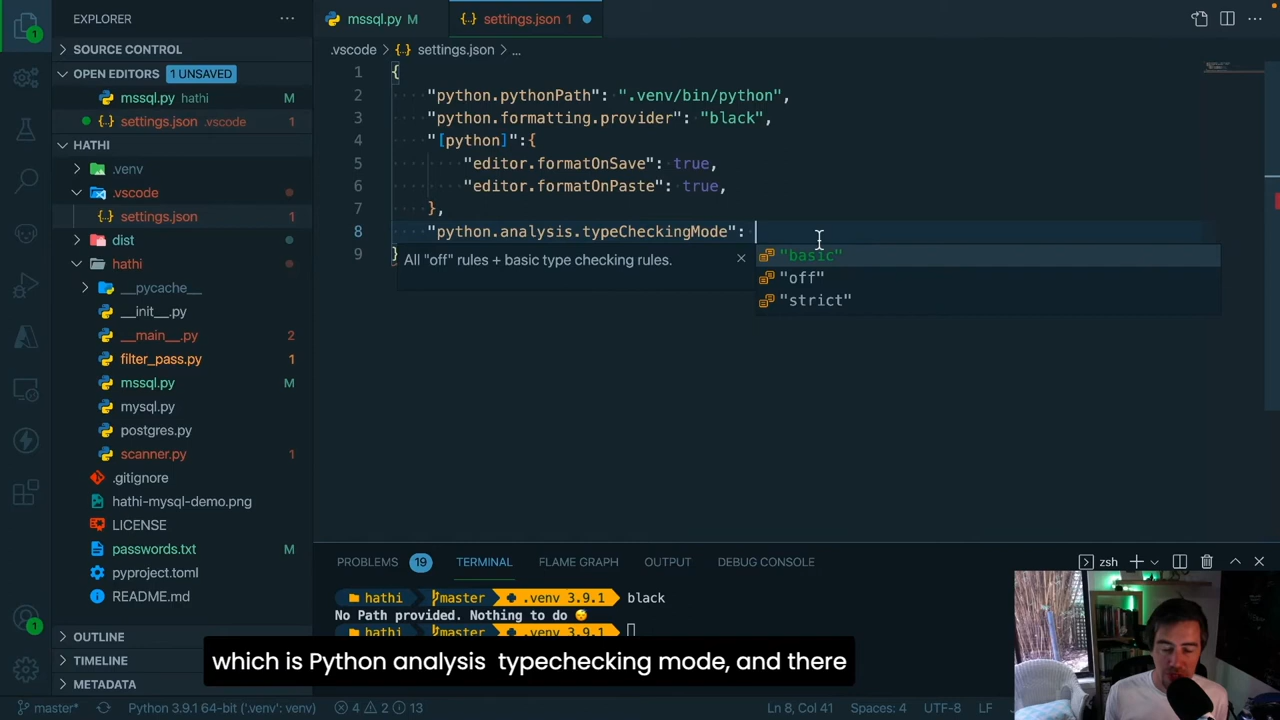 EXPLORER
SOURCE CONTROL
OPEN EDITORS 1 UNSAVED
mssql.py hathi M
settings.json .vscode 1
HATHI
.venv
.vscode
settings.json 1
dist
hathi
__pycache__
__init__.py
__main__.py 2
filter_pass.py 1
mssql.py M
mysql.py
postgres.py
scanner.py 1
.gitignore
hathi-mysql-demo.png
LICENSE
passwords.txt M
pyproject.toml
README.md
OUTLINE
TIMELINE
METADATA
1
1
mssql.py M
settings.json 1
.vscode > settings.json > ...
1 {
2 "python.pythonPath": ".venv/bin/python",
3 "python.formatting.provider": "black",
4 "[python]":{
5 "editor.formatOnSave": true,
6 "editor.formatOnPaste": true,
7 },
8 "python.analysis.typeCheckingMode":
9 }
All "off" rules + basic type checking rules.
"basic"
"off"
"strict"
PROBLEMS 19 TERMINAL FLAME GRAPH OUTPUT DEBUG CONSOLE
zsh
hathi master .venv 3.9.1 black
No Path provided. Nothing to do 😴
hathi master .venv 3.9.1
which is Python analysis typechecking mode, and there
master* Python 3.9.1 64-bit ('.venv': venv) 4 2 13 Ln 8, Col 41 Spaces: 4 UTF-8 LF